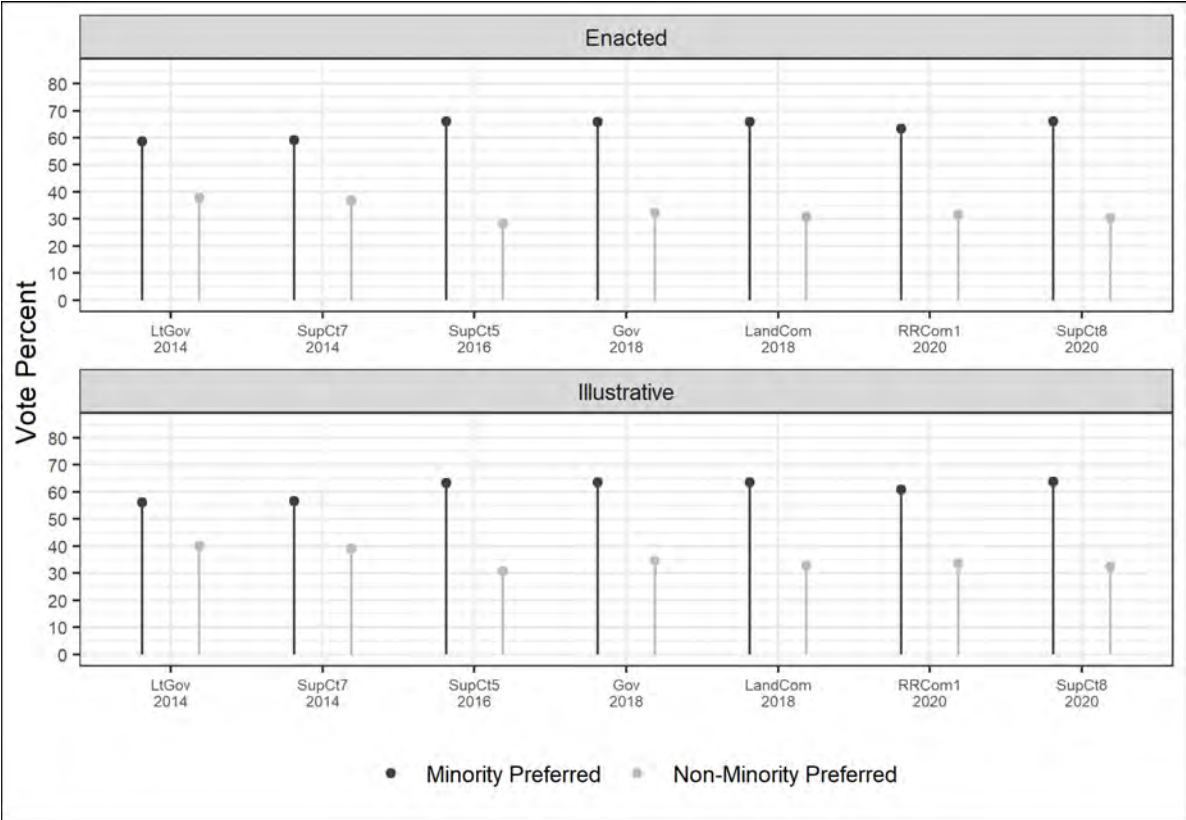 Enacted
80
70
60
50
40
30
20
10
0
LtGov
2014
SupCt7
2014
SupCt5
2016
Gov
2018
LandCom
2018
RRCom1
2020
SupCt8
2020
Vote Percent
Illustrative
80
70
60
50
40
30
20
10
0
LtGov
2014
SupCt7
2014
SupCt5
2016
Gov
2018
LandCom
2018
RRCom1
2020
SupCt8
2020
Minority Preferred
Non-Minority Preferred